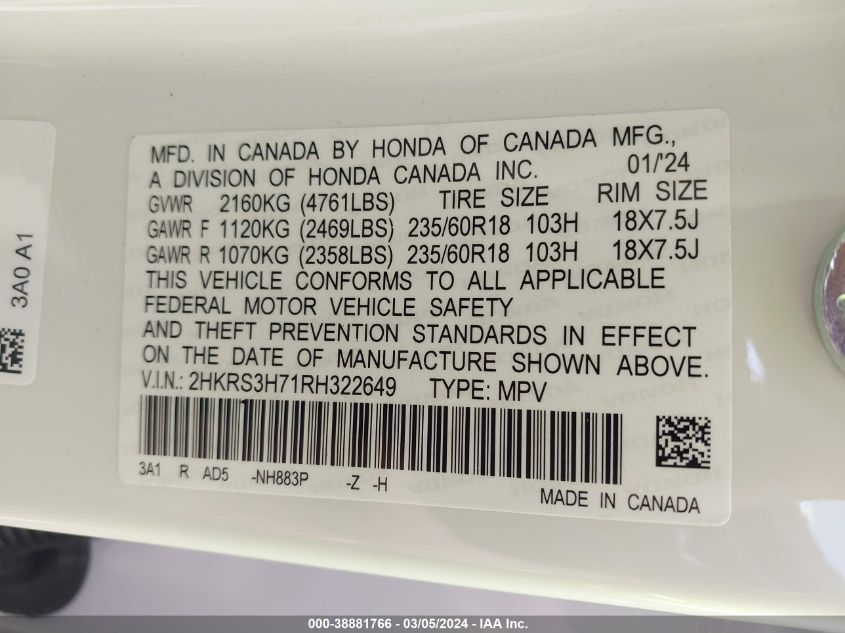 MFD. IN CANADA BY HONDA OF CANADA MFG.,
A DIVISION OF HONDA CANADA INC. 01/'24
GVWR 2160KG (4761LBS) TIRE SIZE RIM SIZE
GAWR F 1120KG (2469LBS) 235/60R18 103H 18X7.5J
GAWR R 1070KG (2358LBS) 235/60R18 103H 18X7.5J
THIS VEHICLE CONFORMS TO ALL APPLICABLE
FEDERAL MOTOR VEHICLE SAFETY
AND THEFT PREVENTION STANDARDS IN EFFECT
ON THE DATE OF MANUFACTURE SHOWN ABOVE.
V.I.N.: 2HKRS3H71RH322649 TYPE: MPV
3A1 R AD5 -NH883P -Z -H
MADE IN CANADA
3A0 A1
000-38881766 - 03/05/2024 - IAA Inc.